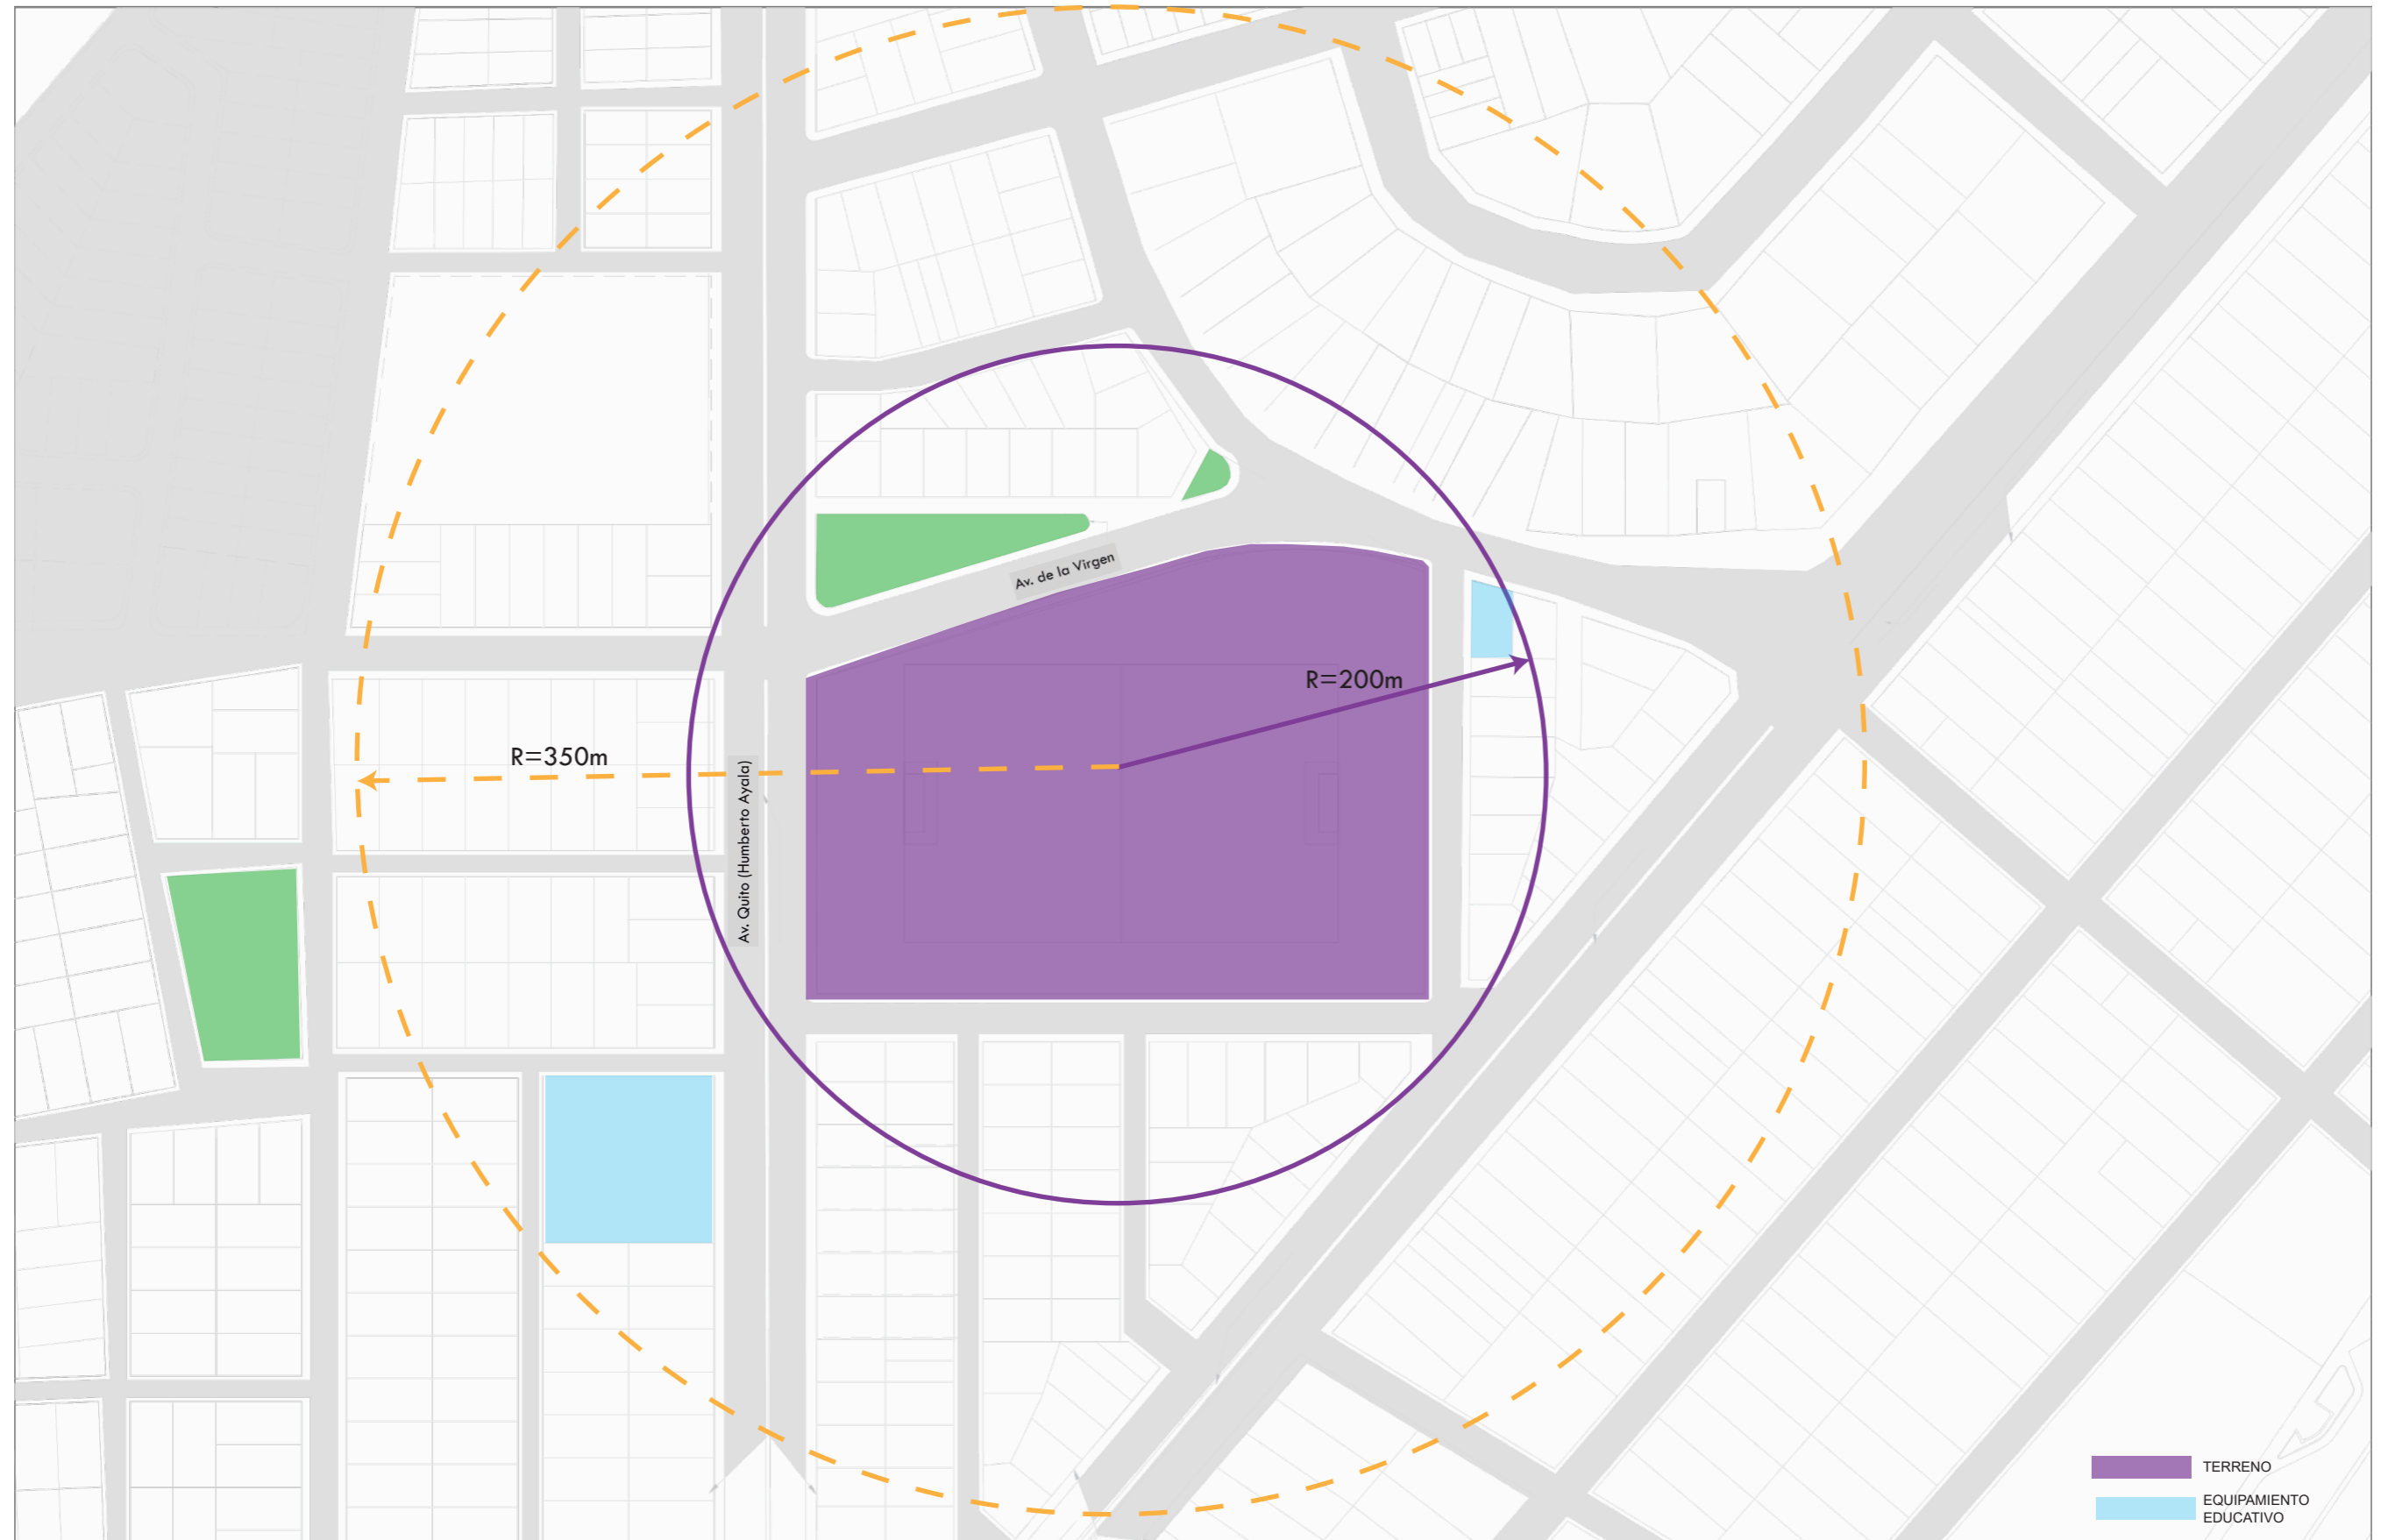 Av. de la Virgen
R=200m
R=350m
Av. Quito (Humberto Ayala)
TERRENO
EQUIPAMIENTO
EDUCATIVO